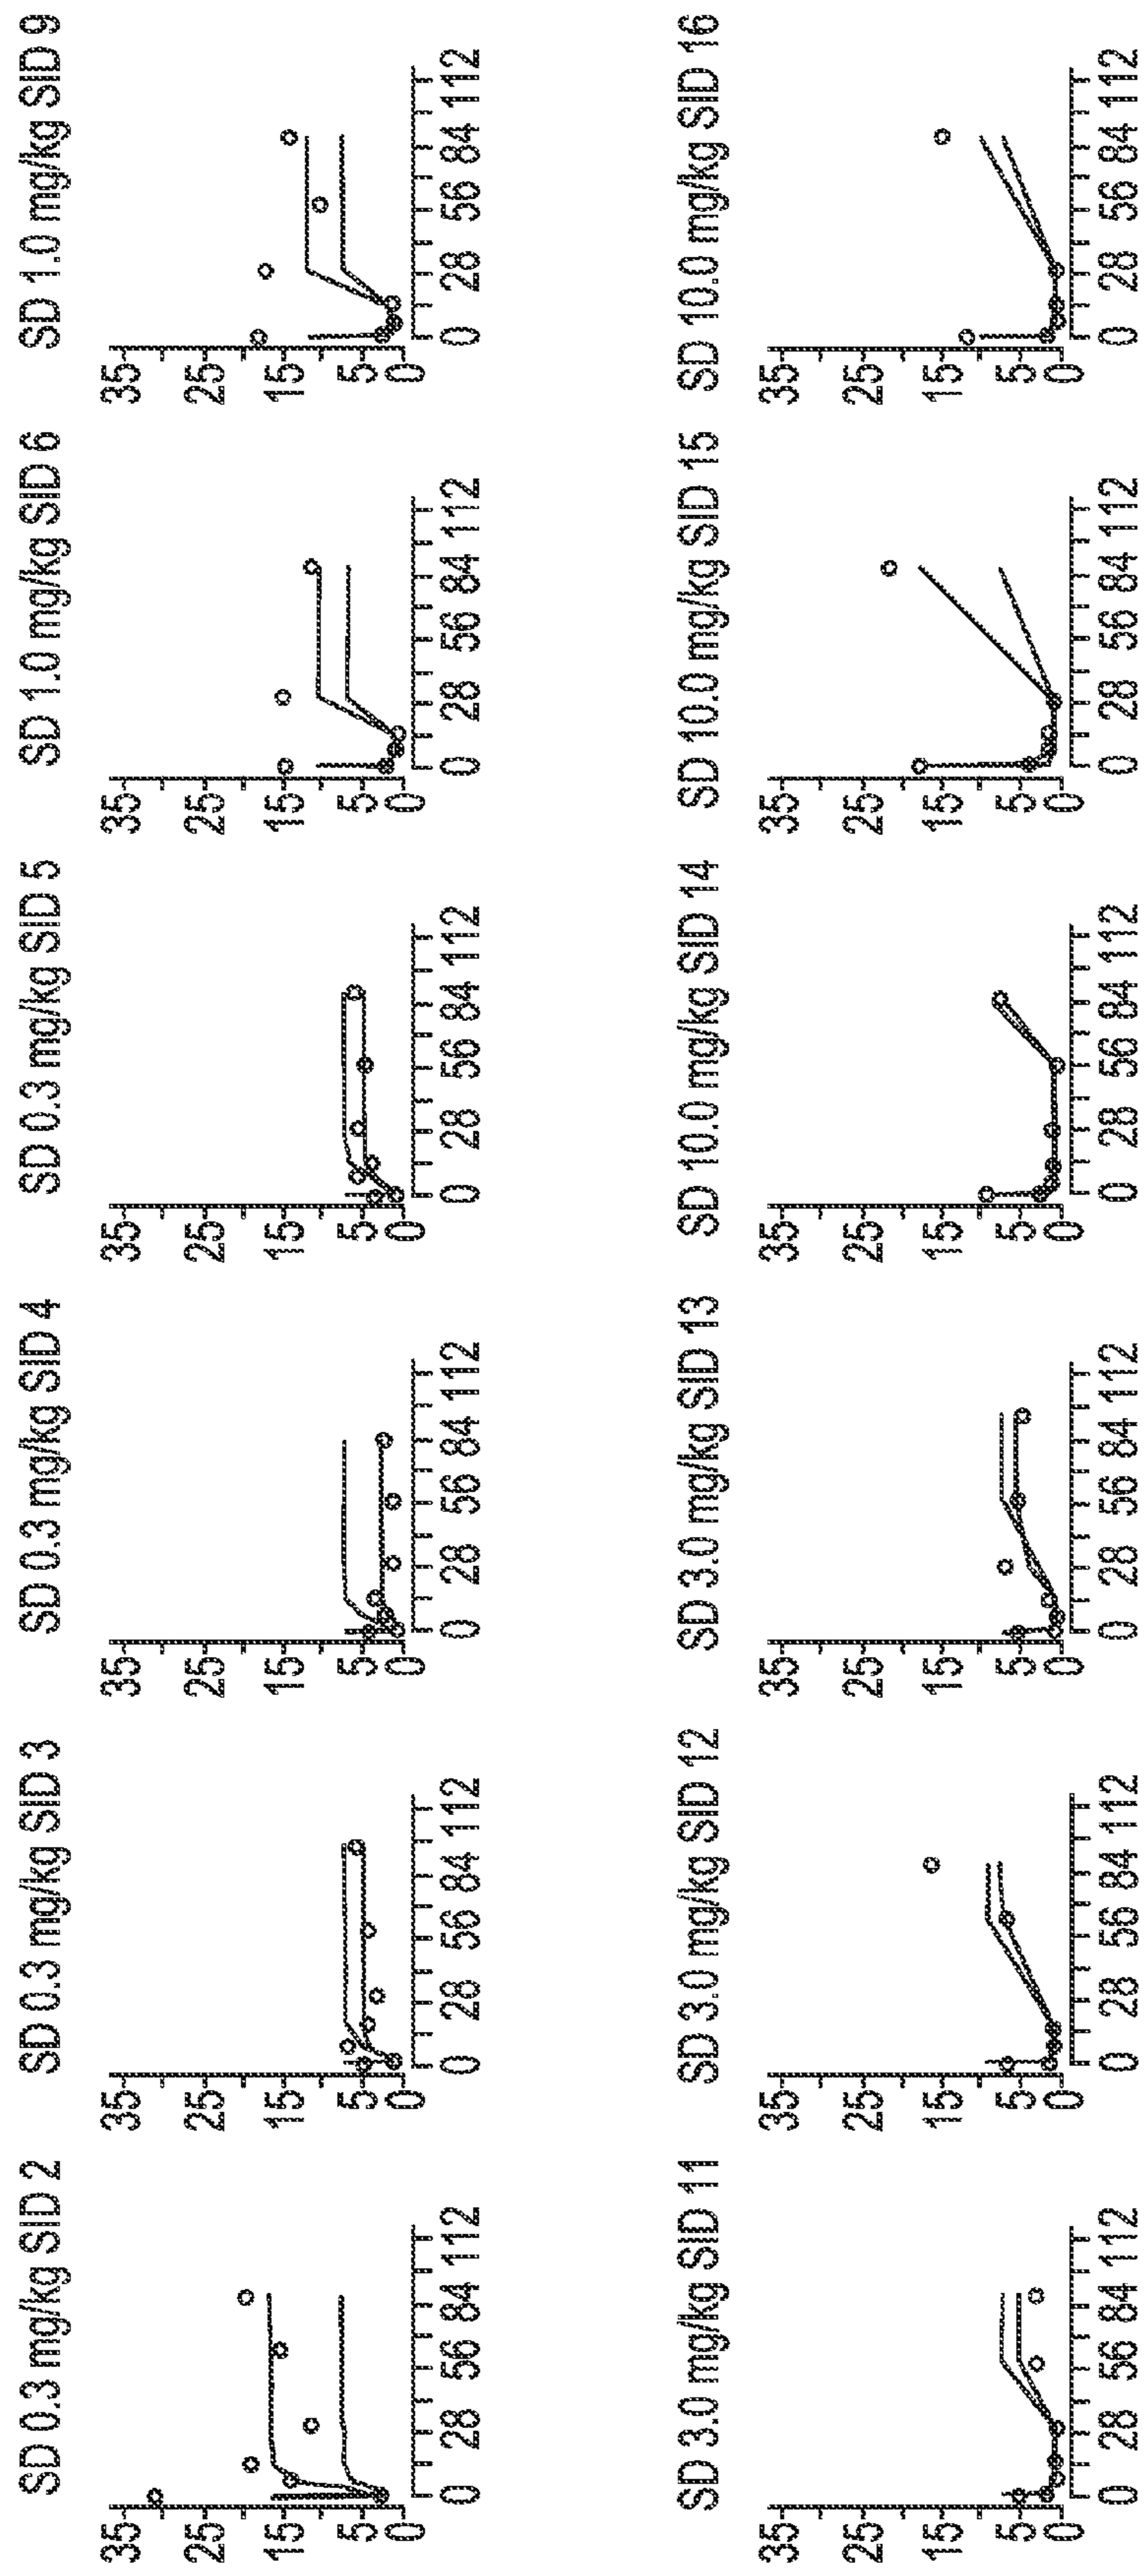 SD 0.3 mg/kg SID 2
35
25
15
5
0
0 28 56 84 112
SD 0.3 mg/kg SID 3
35
25
15
5
0
0 28 56 84 112
SD 0.3 mg/kg SID 4
35
25
15
5
0
0 28 56 84 112
SD 0.3 mg/kg SID 5
35
25
15
5
0
0 28 56 84 112
SD 1.0 mg/kg SID 6
35
25
15
5
0
0 28 56 84 112
SD 1.0 mg/kg SID 9
35
25
15
5
0
0 28 56 84 112
SD 3.0 mg/kg SID 11
35
25
15
5
0
0 28 56 84 112
SD 3.0 mg/kg SID 12
35
25
15
5
0
0 28 56 84 112
SD 3.0 mg/kg SID 13
35
25
15
5
0
0 28 56 84 112
SD 10.0 mg/kg SID 14
35
25
15
5
0
0 28 56 84 112
SD 10.0 mg/kg SID 15
35
25
15
5
0
0 28 56 84 112
SD 10.0 mg/kg SID 16
35
25
15
5
0
0 28 56 84 112